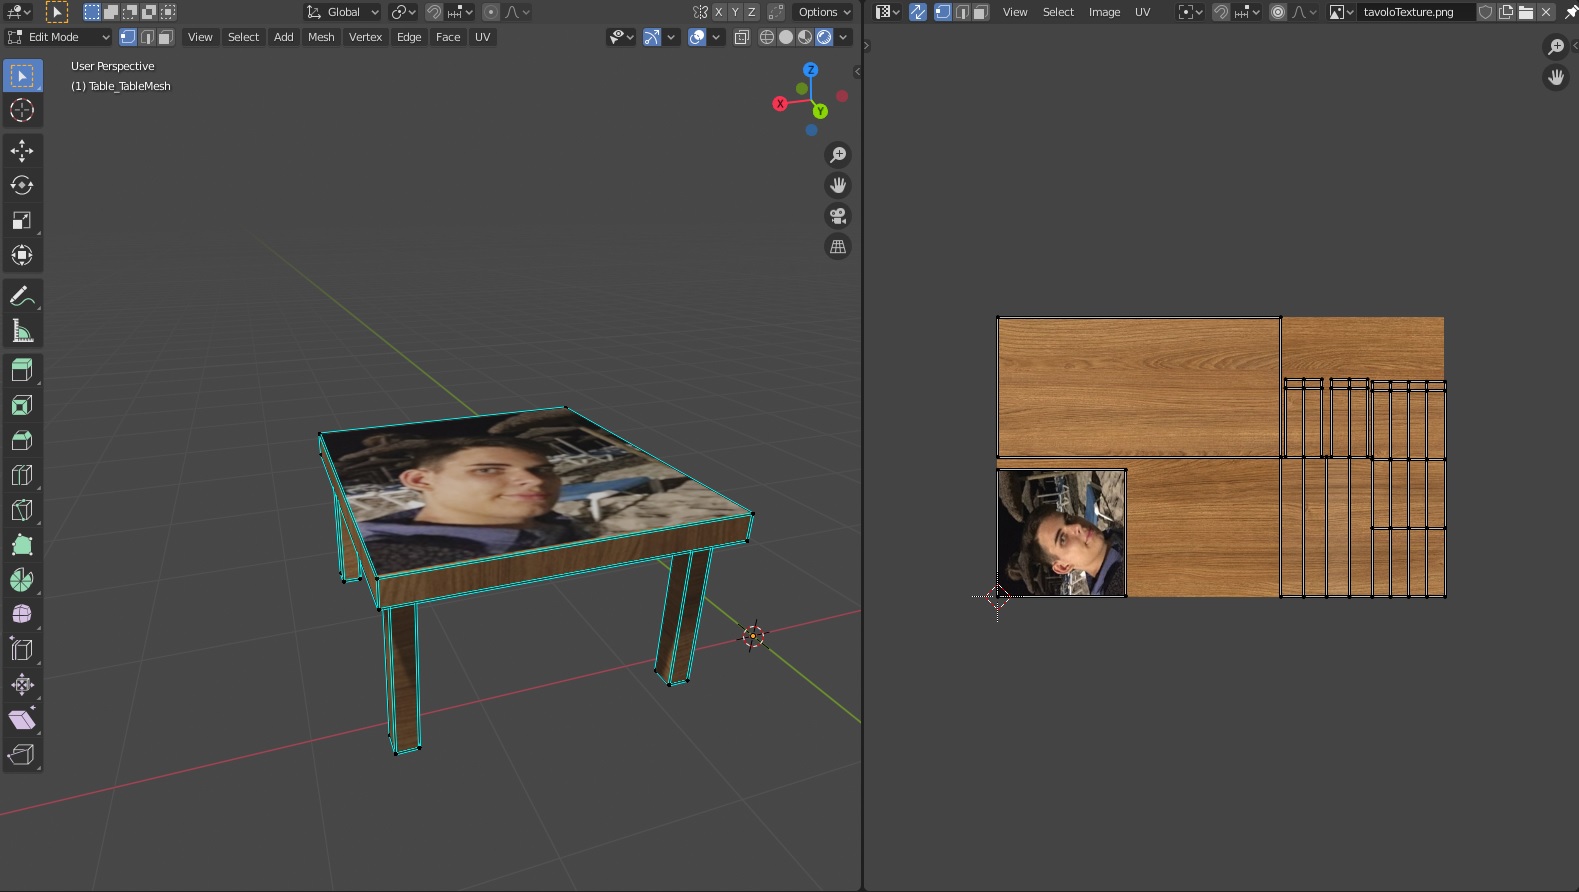 Global
X Y Z
Options
View Select Image UV
tavoloTexture.png
Edit Mode
View Select Add Mesh Vertex Edge Face UV
User Perspective
(1) Table_TableMesh
Z
X
Y